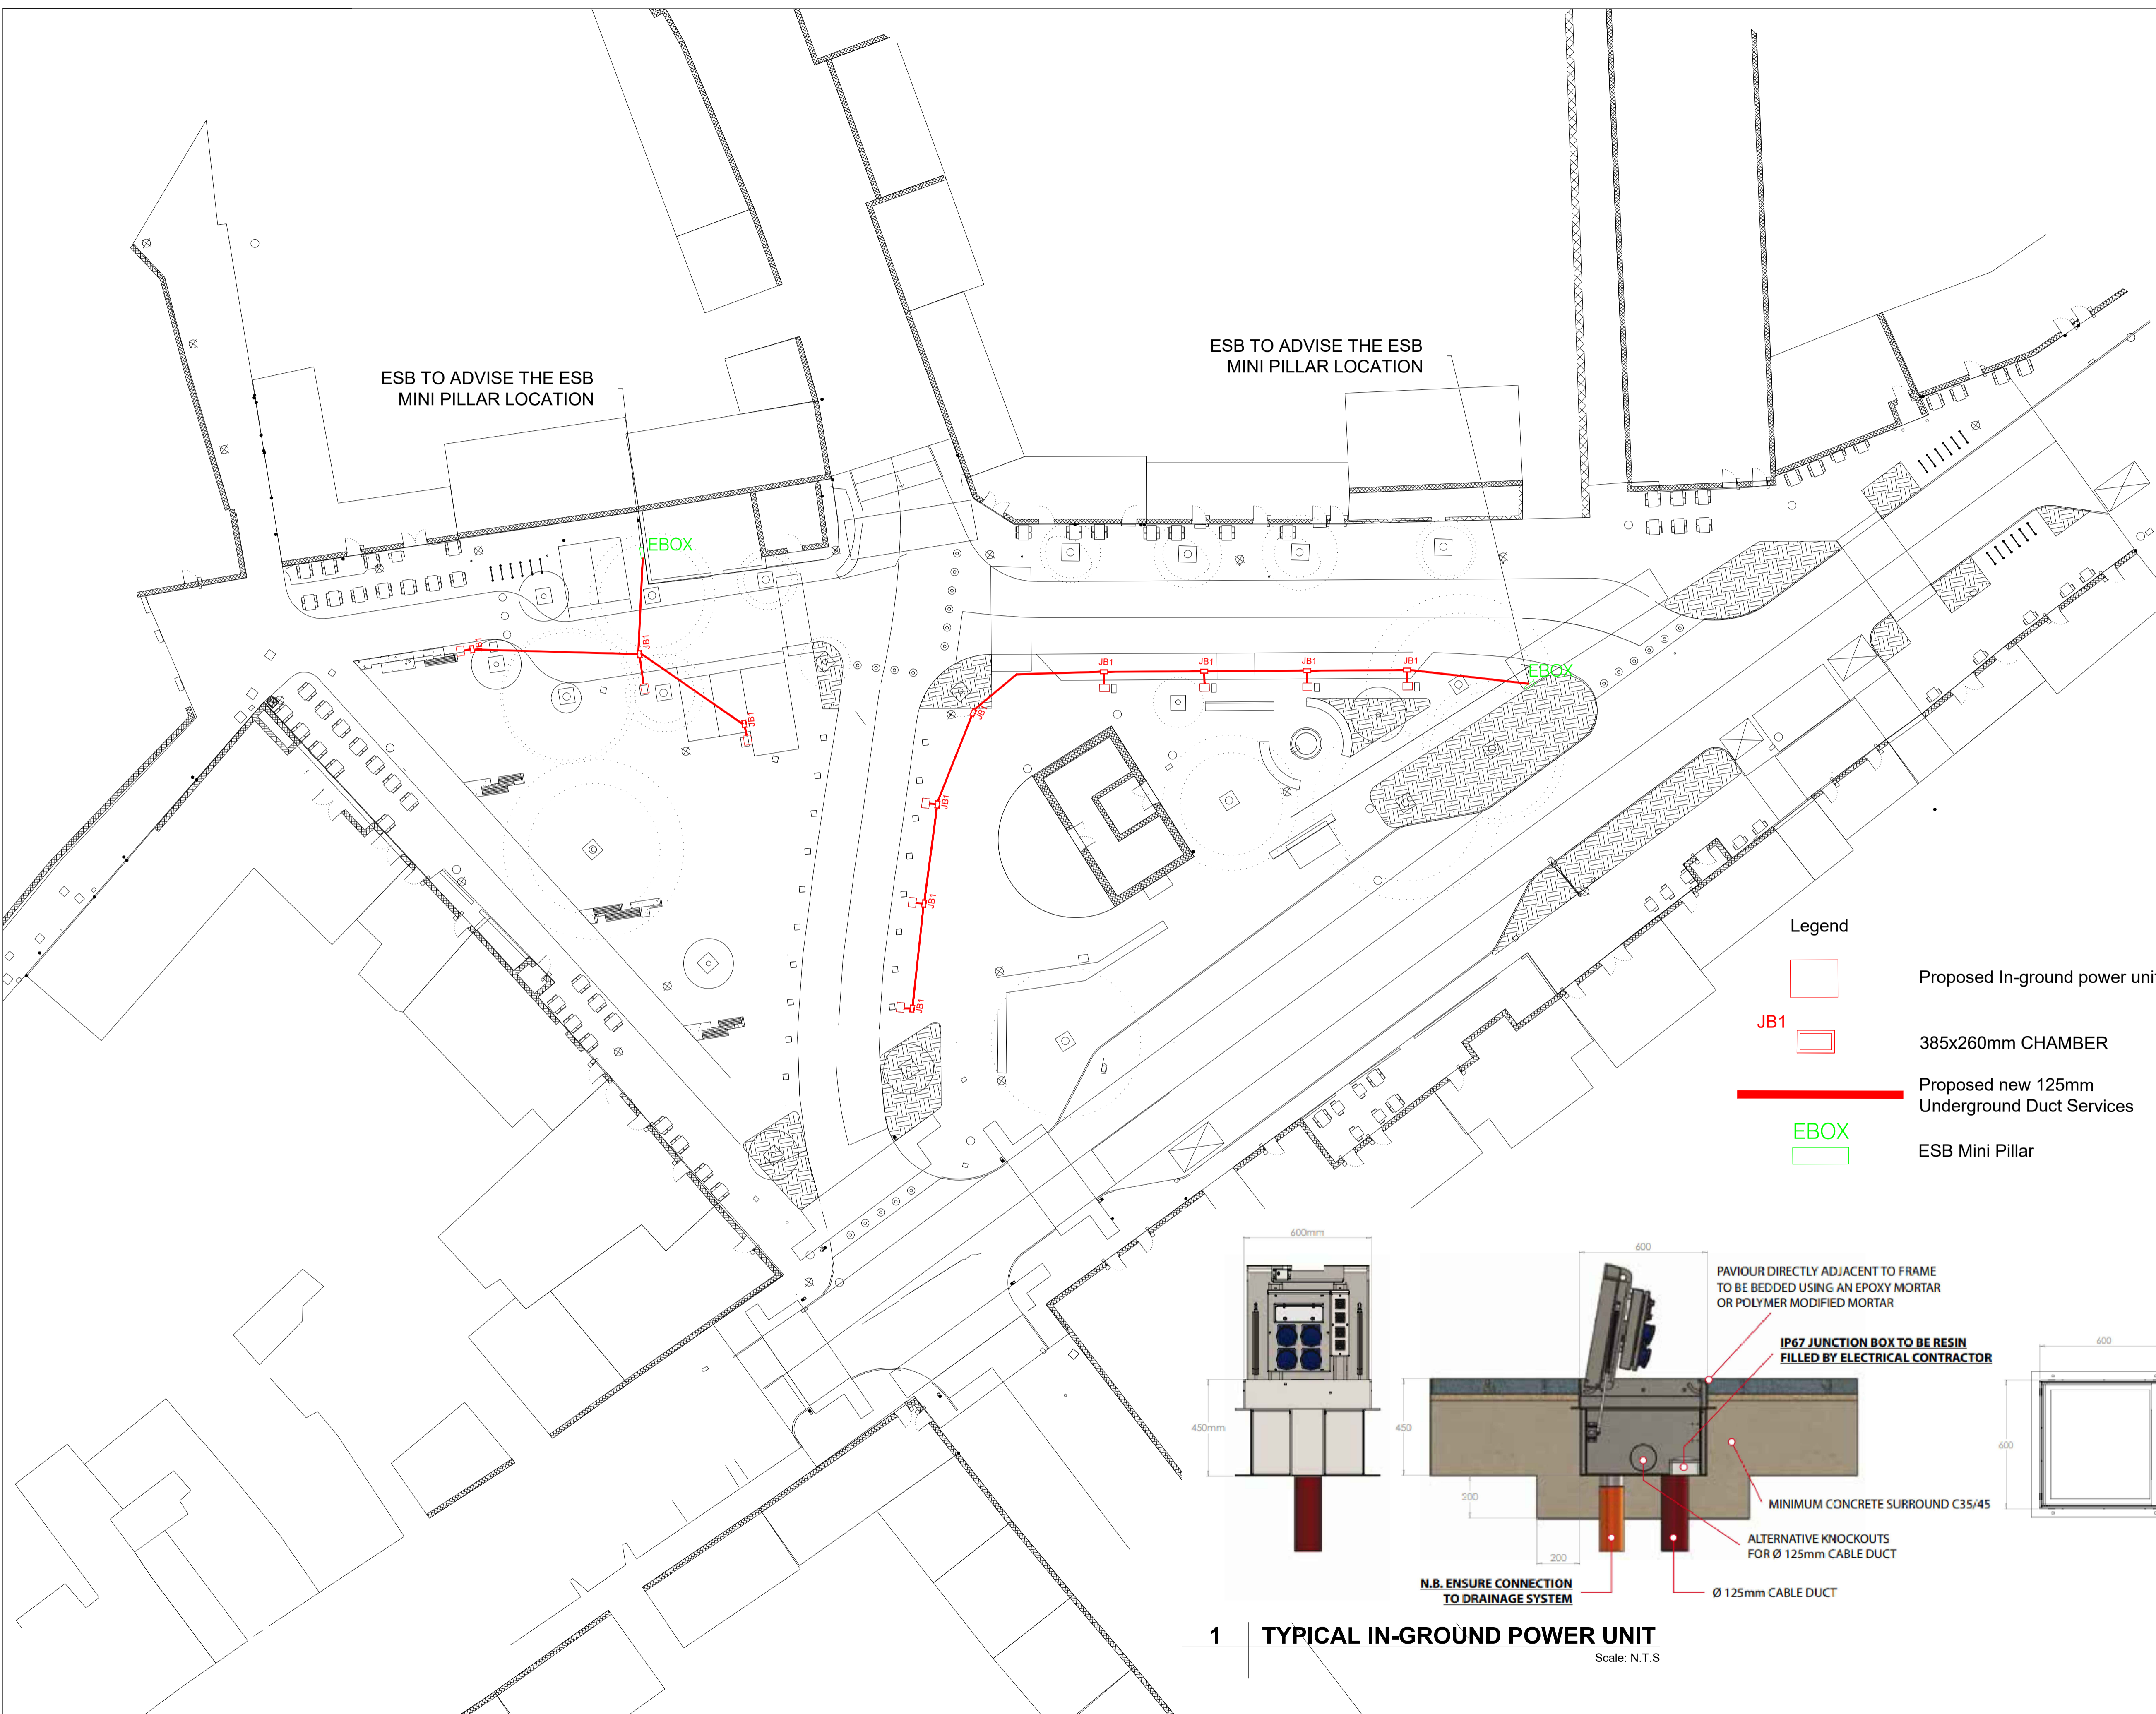 ESB TO ADVISE THE ESB
MINI PILLAR LOCATION
ESB TO ADVISE THE ESB
MINI PILLAR LOCATION
EBOX
JB1
JB1
JB1
JB1
JB1
JB1
JB1
EBOX
JB1
JB1
JB1
JB1
Legend
Proposed In-ground power unit
JB1
385x260mm CHAMBER
Proposed new 125mm
Underground Duct Services
EBOX
ESB Mini Pillar
600mm
450mm
600
450
200
200
PAVIOUR DIRECTLY ADJACENT TO FRAME
TO BE BEDDED USING AN EPOXY MORTAR
OR POLYMER MODIFIED MORTAR
IP67 JUNCTION BOX TO BE RESIN
FILLED BY ELECTRICAL CONTRACTOR
MINIMUM CONCRETE SURROUND C35/45
ALTERNATIVE KNOCKOUTS
FOR Ø 125mm CABLE DUCT
Ø 125mm CABLE DUCT
N.B. ENSURE CONNECTION
TO DRAINAGE SYSTEM
600
600
1 TYPICAL IN-GROUND POWER UNIT
Scale: N.T.S